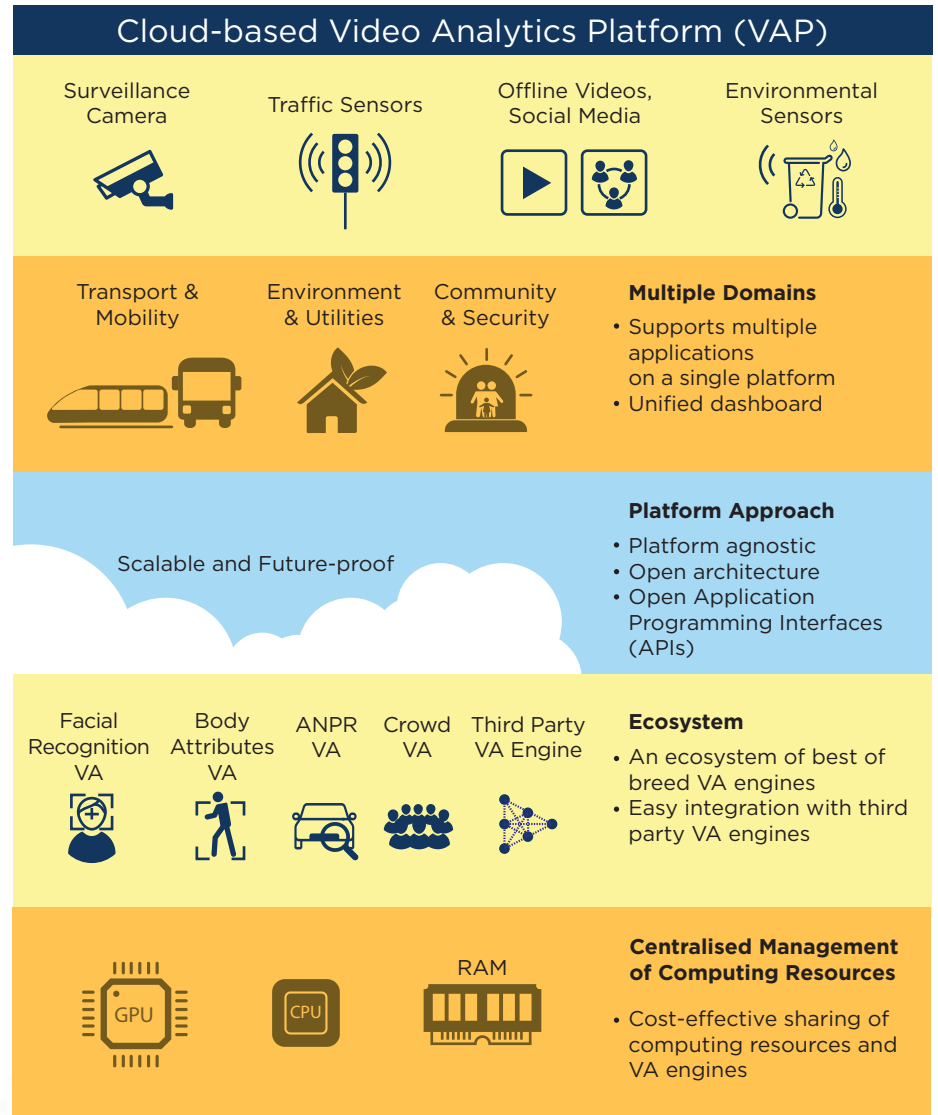 Cloud-based Video Analytics Platform (VAP)
Surveillance
Camera
Traffic Sensors
Offline Videos,
Social Media
Environmental
Sensors
Transport &
Mobility
Environment
& Utilities
Community
& Security
Multiple Domains
• Supports multiple
applications
on a single platform
• Unified dashboard
Scalable and Future-proof
Platform Approach
• Platform agnostic
• Open architecture
• Open Application
Programming Interfaces
(APIs)
Facial
Recognition
VA
Body
Attributes
VA
ANPR
VA
Crowd
VA
Third Party
VA Engine
Ecosystem
• An ecosystem of best of
breed VA engines
• Easy integration with third
party VA engines
GPU
CPU
RAM
Centralised Management
of Computing Resources
• Cost-effective sharing of
computing resources and
VA engines